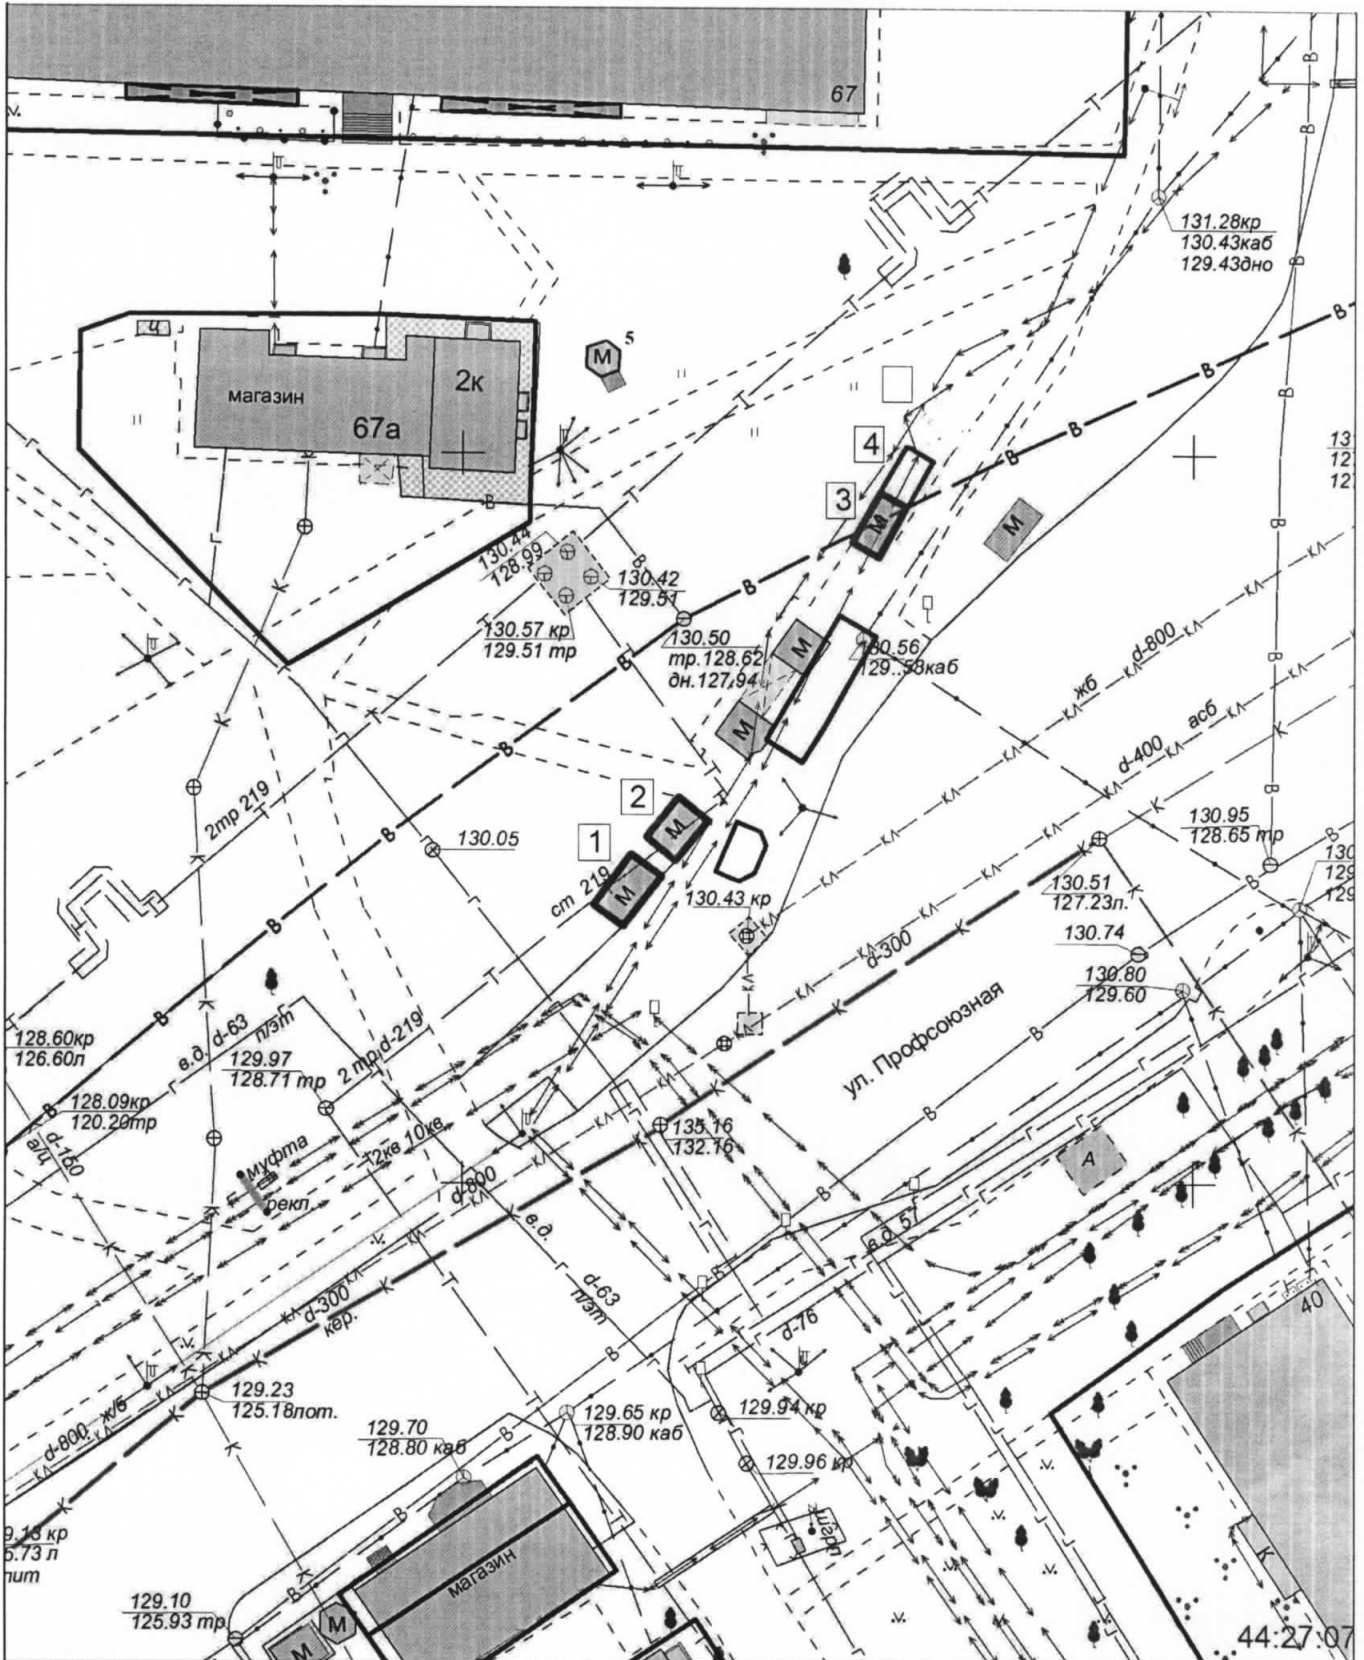 67
131.28кр
130.43каб
129.43дно
ц
М
5
магазин
2к
67а
4
3
М
М
130.44
128.99
130.42
129.51
130.57 кр
129.51 тр
130.50
тр.128.62
дн.127,94
М
130.56
129..58каб
М
d-800
жб
асб
d-400
2тр 219
2
М
1
М
ст 219
130.05
130.43 кр
130.95
128.65 тр
130.51
127.23л.
d-300
130.74
130.80
129.60
ул. Профсоюзная
128.60кр
126.60л
в.д. d-63
п/эт
129.97
128.71 тр
2 тр d-219
128.09кр
120.20тр
d-150
а/ц
муфта
рекл.
2кв 10кв
d-800
135.16
132.16
А
в.д.
в.д. 57
d-63
п/эт
d-300
кер.
d-76
40
129.23
125.18лот.
d-800 ж/б
129.70
128.80 каб
129.65 кр
128.90 каб
129.94 кр
129.96 кр
шгрп
магазин
129.10
125.93 тр
М
М
К
44:27:07